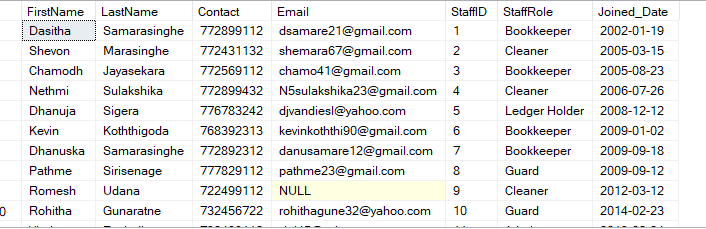 FirstName LastName Contact Email StaffID StaffRole Joined_Date
Dasitha Samarasinghe 772899112 dsamare21@gmail.com 1 Bookkeeper 2002-01-19
Shevon Marasinghe 772431132 shemara67@gmail.com 2 Cleaner 2005-03-15
Chamodh Jayasekara 772569112 chamo41@gmail.com 3 Bookkeeper 2005-08-23
Nethmi Sulakshika 772899432 N5sulakshika23@gmail.com 4 Cleaner 2006-07-26
Dhanuja Sigera 776783242 djvandiesl@yahoo.com 5 Ledger Holder 2008-12-12
Kevin Koththigoda 768392313 kevinkoththi90@gmail.com 6 Bookkeeper 2009-01-02
Dhanuska Samarasinghe 772892312 danusamare12@gmail.com 7 Bookkeeper 2009-09-18
Pathme Sirisenage 777829112 pathme23@gmail.com 8 Guard 2009-09-12
Romesh Udana 722499112 NULL 9 Cleaner 2012-03-12
0 Rohitha Gunaratne 732456722 rohithagune32@yahoo.com 10 Guard 2014-02-23